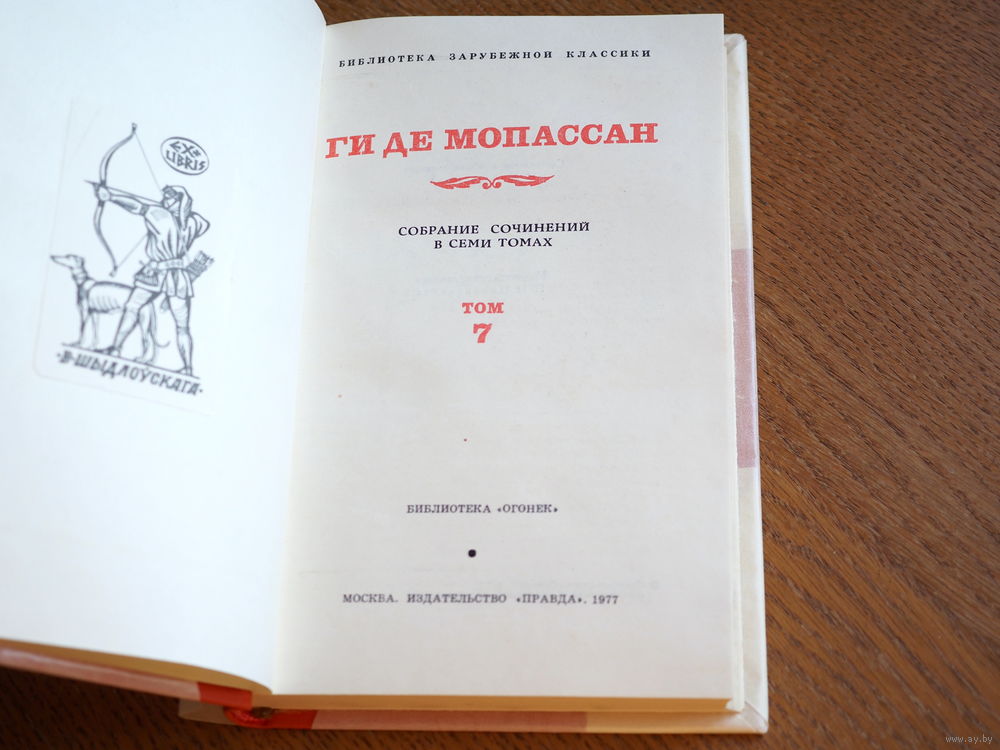 EX-
LIBRIS
В·ШЫДЛОЎСКАГА·
БИБЛИОТЕКА ЗАРУБЕЖНОЙ КЛАССИКИ
ГИ ДЕ МОПАССАН
СОБРАНИЕ СОЧИНЕНИЙ
В СЕМИ ТОМАХ
ТОМ
7
БИБЛИОТЕКА «ОГОНЕК»
МОСКВА. ИЗДАТЕЛЬСТВО «ПРАВДА». 1977
www.ay.by